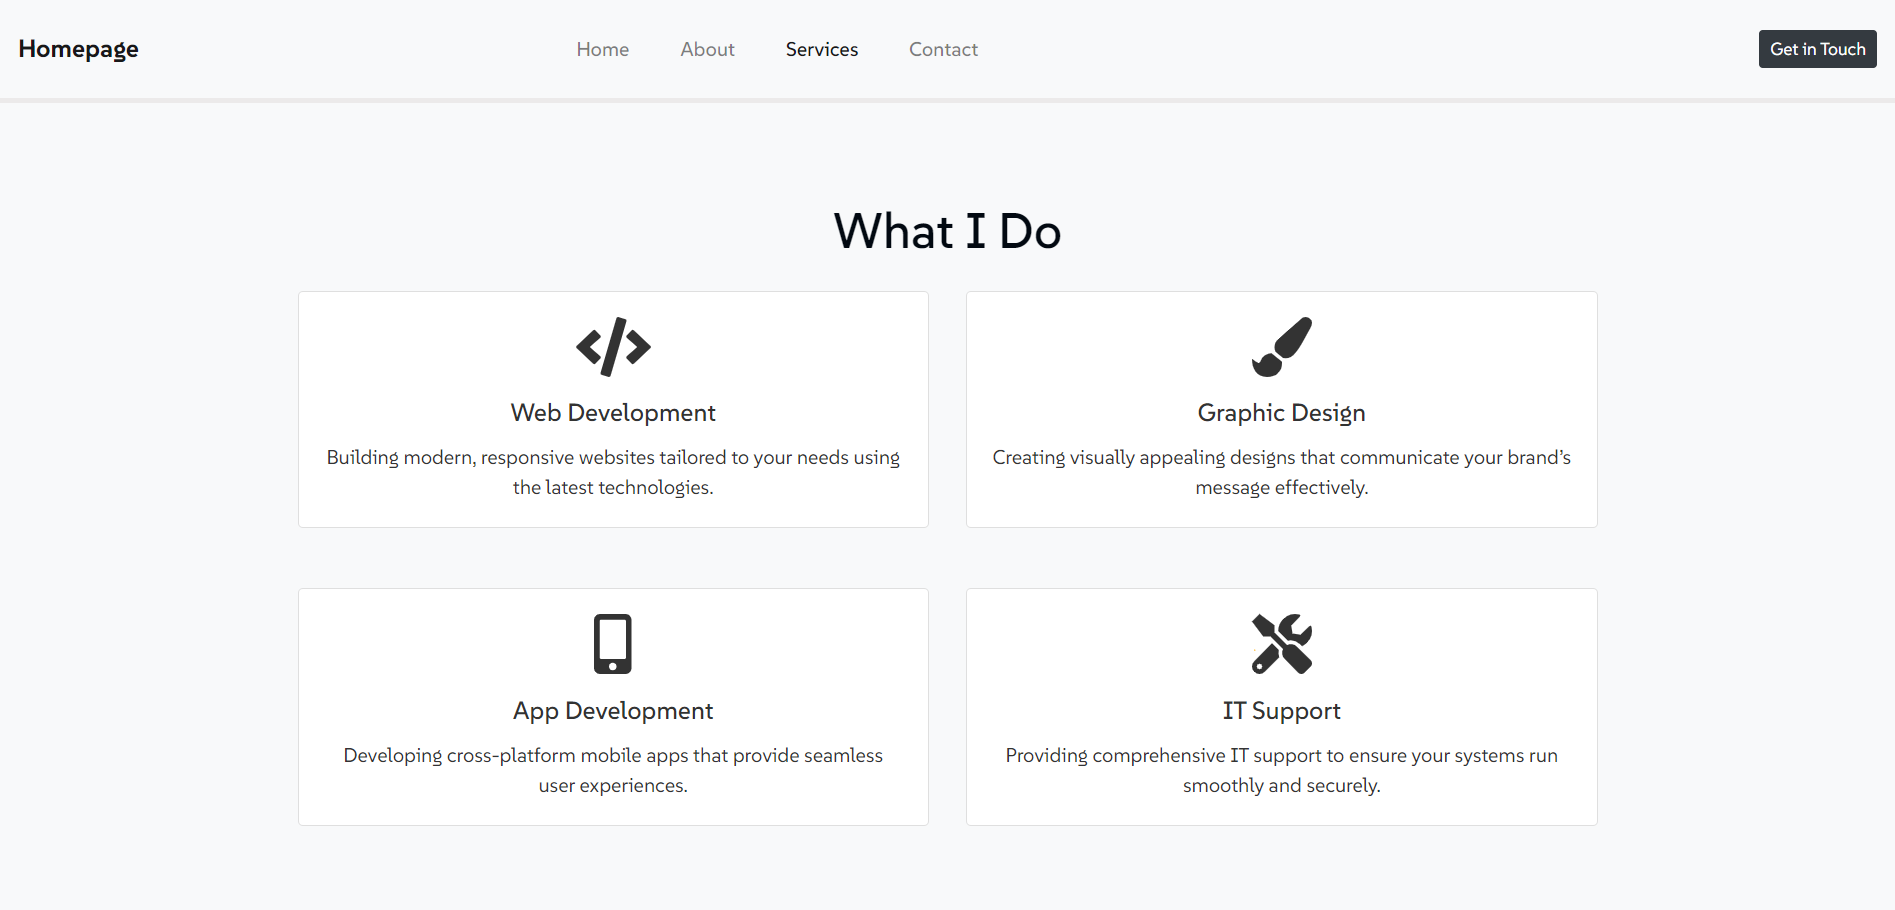 Homepage
Home About Services Contact
Get in Touch
What I Do
Web Development
Building modern, responsive websites tailored to your needs using
the latest technologies.
Graphic Design
Creating visually appealing designs that communicate your brand’s
message effectively.
App Development
Developing cross-platform mobile apps that provide seamless
user experiences.
IT Support
Providing comprehensive IT support to ensure your systems run
smoothly and securely.